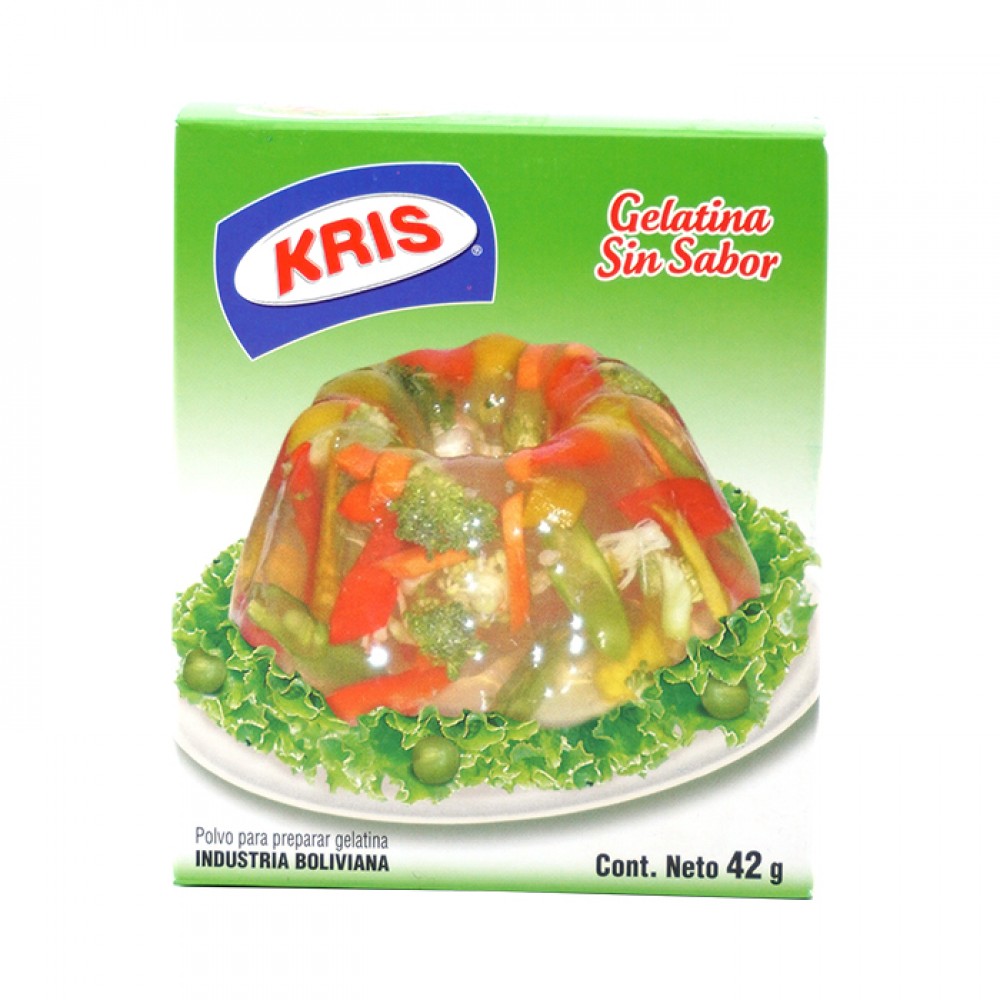 KRIS
®
Gelatina
Sin Sabor
Polvo para preparar gelatina
INDUSTRIA BOLIVIANA
Cont. Neto 42 g